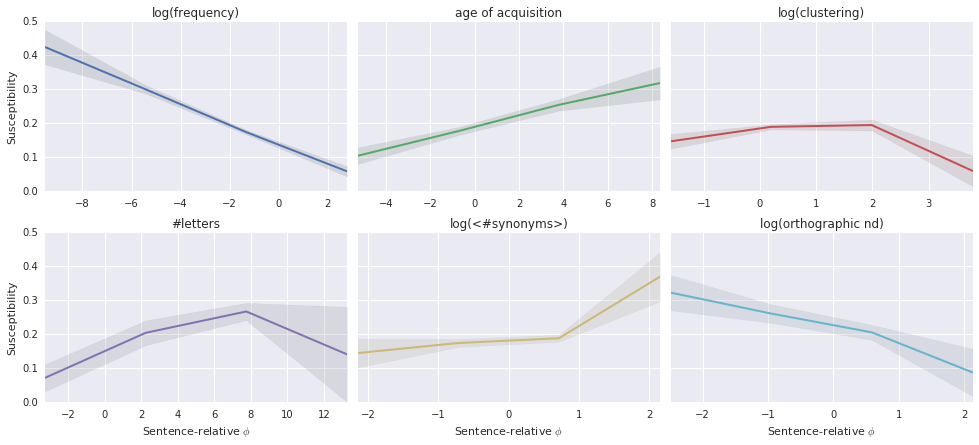 log(frequency)
age of acquisition
log(clustering)
Susceptibility
0.5
0.4
0.3
0.2
0.1
0.0
−8 −6 −4 −2 0 2
−4 −2 0 2 4 6 8
−1 0 1 2 3
#letters
log(<#synonyms>)
log(orthographic nd)
Susceptibility
0.5
0.4
0.3
0.2
0.1
0.0
−2 0 2 4 6 8 10 12
−2 −1 0 1 2
−2 −1 0 1 2
Sentence-relative ϕ
Sentence-relative ϕ
Sentence-relative ϕ